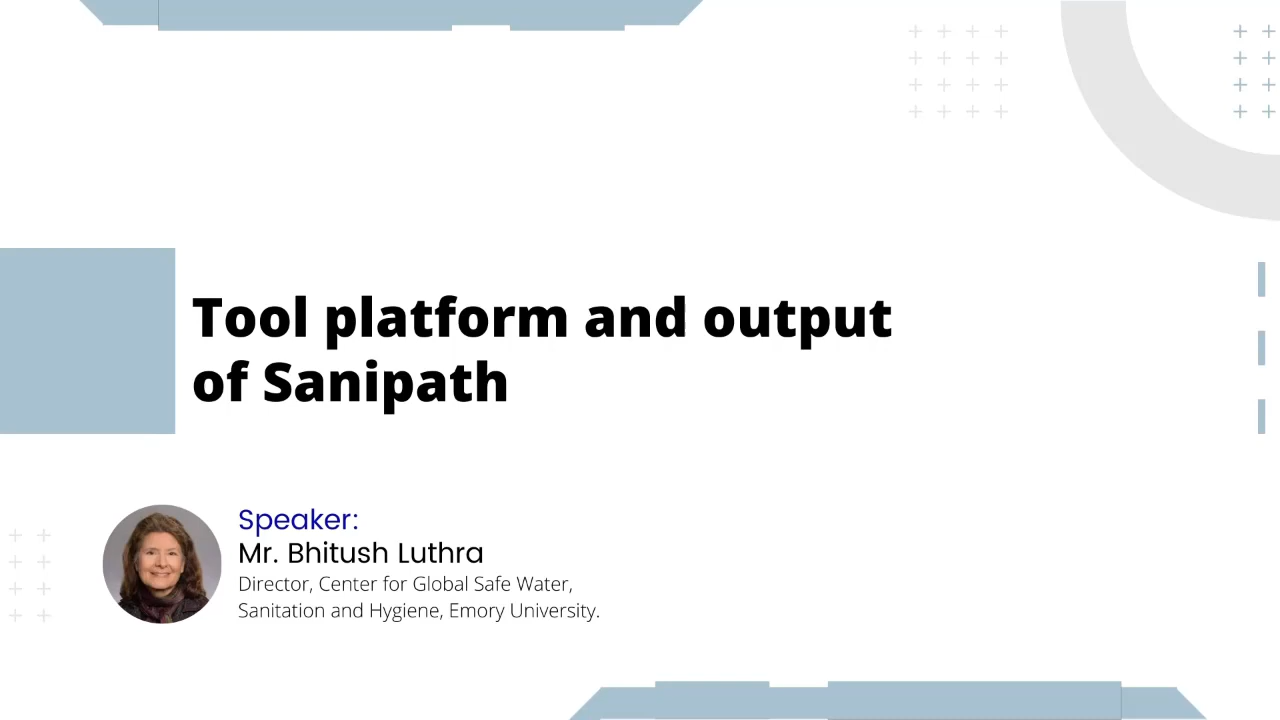 Tool platform and output
of Sanipath
Speaker:
Mr. Bhitush Luthra
Director, Center for Global Safe Water,
Sanitation and Hygiene, Emory University.